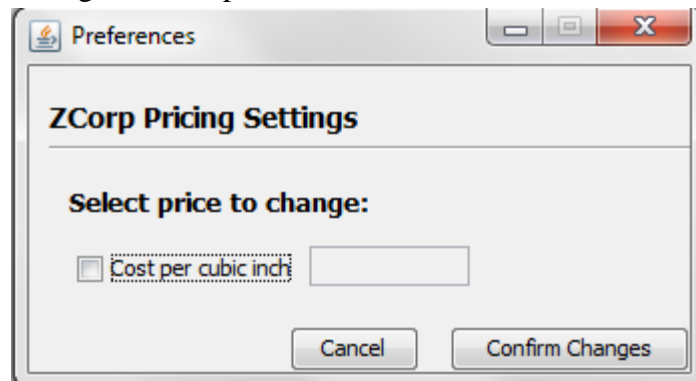 Preferences
ZCorp Pricing Settings
Select price to change:
Cost per cubic inch
Cancel Confirm Changes